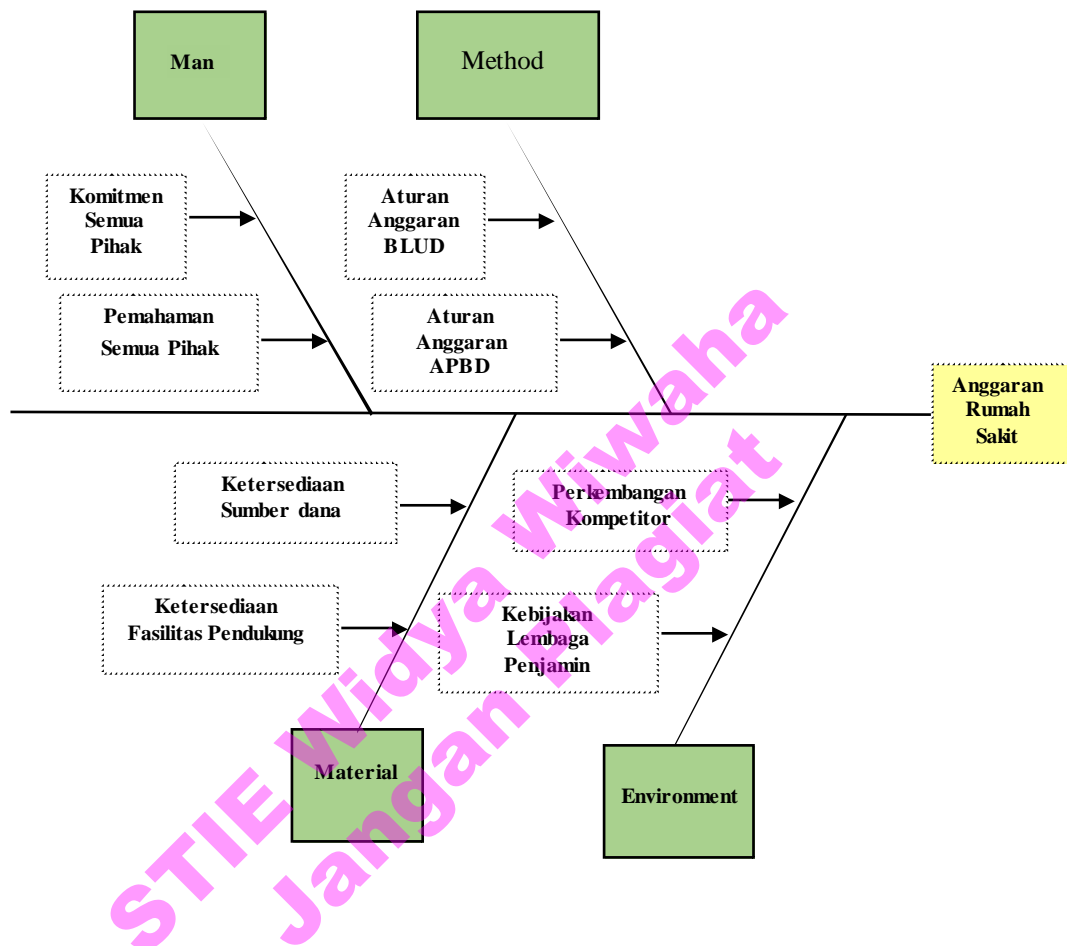 Man
Method
Komitmen
Semua
Pihak
Aturan
Anggaran
BLUD
Pemahaman
Semua Pihak
Aturan
Anggaran
APBD
Anggaran
Rumah
Sakit
Ketersediaan
Sumber dana
Perkembangan
Kompetitor
Ketersediaan
Fasilitas Pendukung
Kebijakan
Lembaga
Penjamin
Material
Environment
STIE Widya Wiwaha
Jangan Plagiat